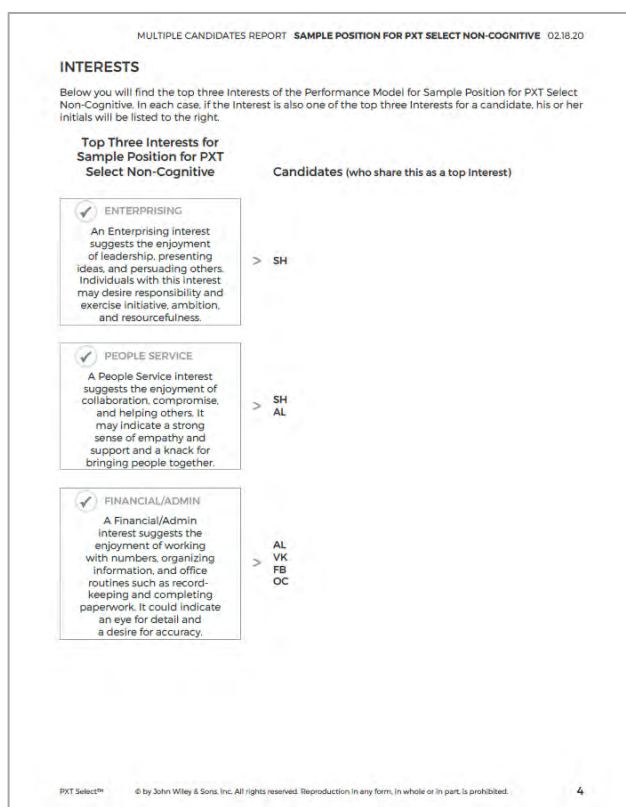 MULTIPLE CANDIDATES REPORT SAMPLE POSITION FOR PXT SELECT NON-COGNITIVE 02.18.20
INTERESTS
Below you will find the top three Interests of the Performance Model for Sample Position for PXT Select
Non-Cognitive. In each case, if the Interest is also one of the top three Interests for a candidate, his or her
initials will be listed to the right.
Top Three Interests for
Sample Position for PXT
Select Non-Cognitive
Candidates (who share this as a top Interest)
ENTERPRISING
An Enterprising interest
suggests the enjoyment
of leadership, presenting
ideas, and persuading others.
Individuals with this interest
may desire responsibility and
exercise initiative, ambition,
and resourcefulness.
> SH
PEOPLE SERVICE
A People Service interest
suggests the enjoyment of
collaboration, compromise,
and helping others. It
may indicate a strong
sense of empathy and
support and a knack for
bringing people together.
> SH
AL
FINANCIAL/ADMIN
A Financial/Admin
interest suggests the
enjoyment of working
with numbers, organizing
information, and office
routines such as record-
keeping and completing
paperwork. It could indicate
an eye for detail and
a desire for accuracy.
> AL
VK
FB
OC
PXT Select™ © by John Wiley & Sons, Inc. All rights reserved. Reproduction in any form, in whole or in part, is prohibited. 4